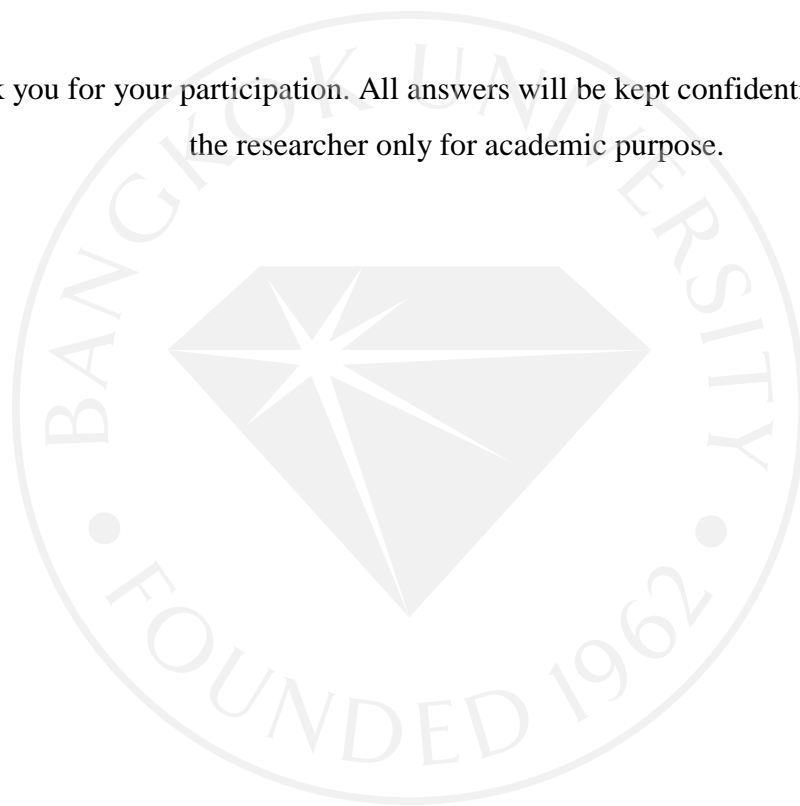 you for your participation. All answers will be kept
the researcher only for academic purpose.
BANGKOK UNIVERSITY
FOUNDED 1962